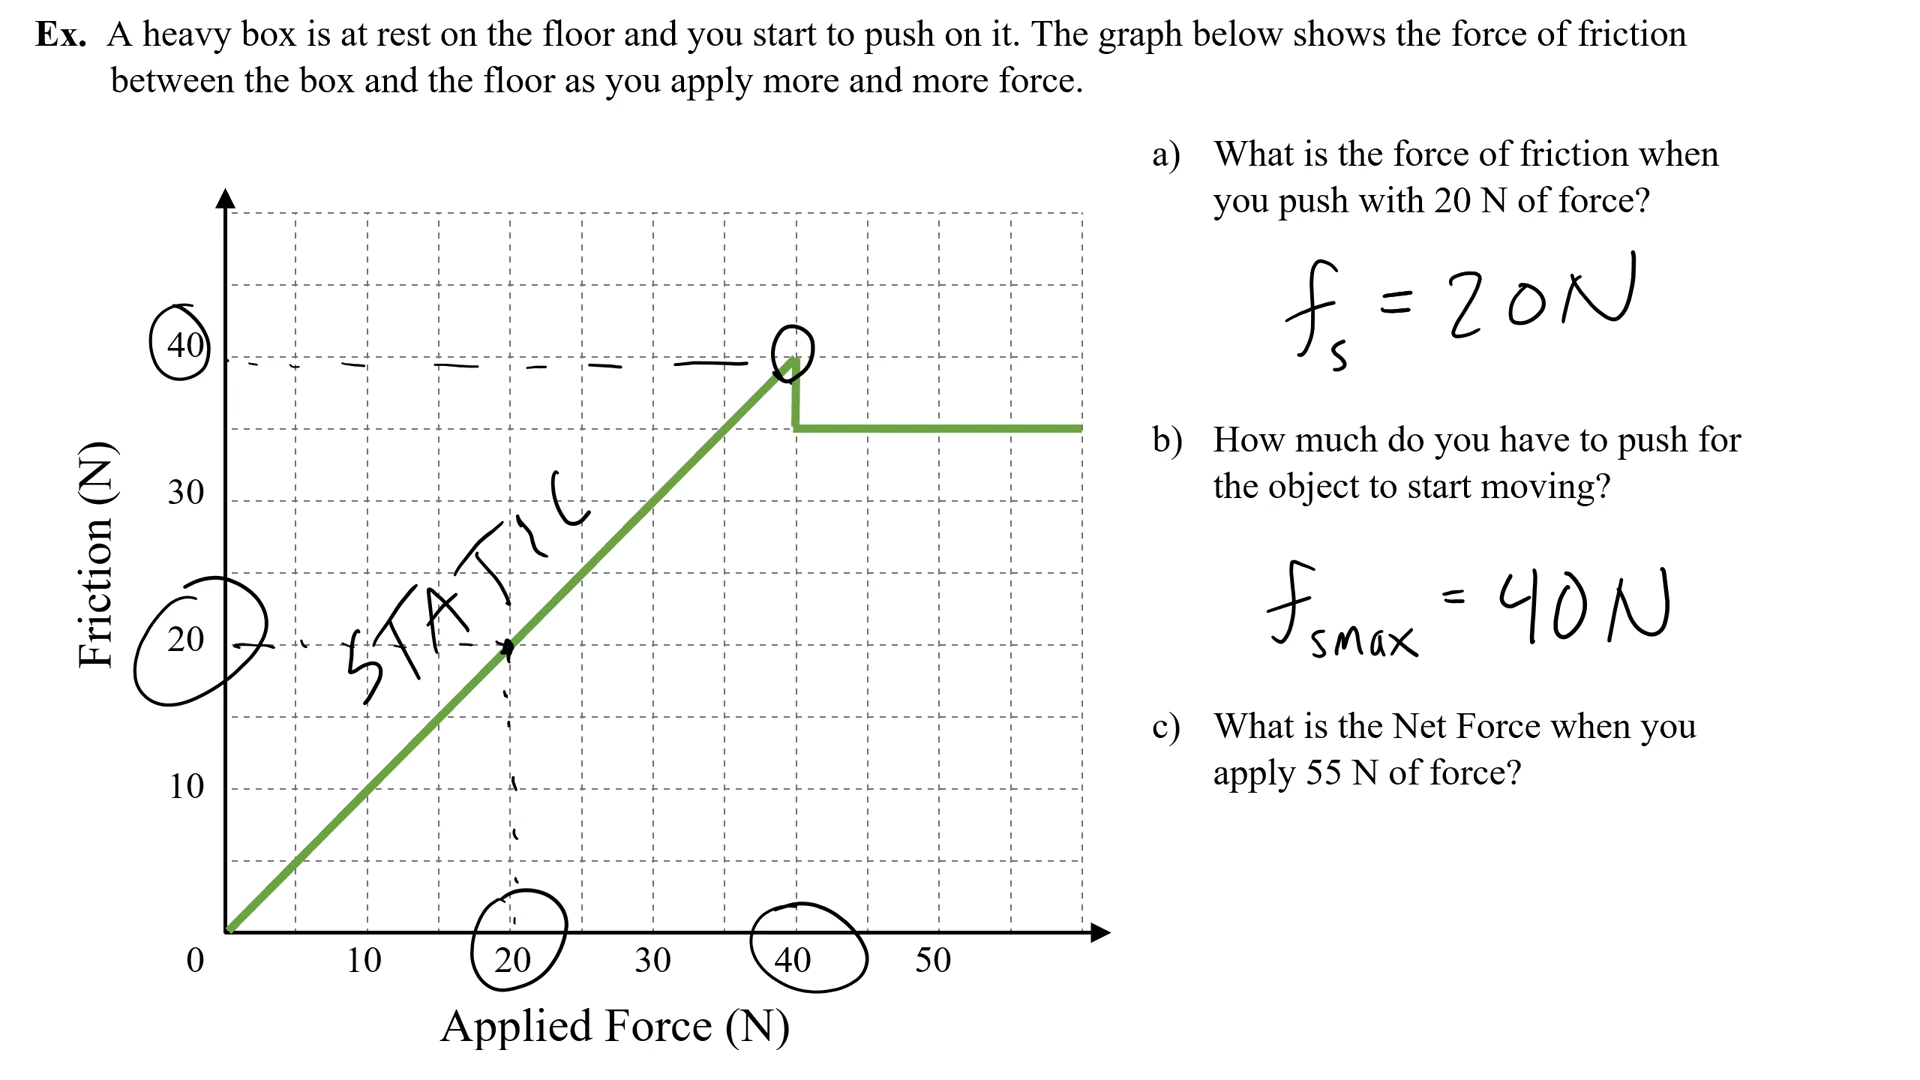 Ex. A heavy box is at rest on the floor and you start to push on it. The graph below shows the force of friction
between the box and the floor as you apply more and more force.
a) What is the force of friction when
you push with 20 N of force?
fs = 20N
b) How much do you have to push for
the object to start moving?
fsmax = 40N
c) What is the Net Force when you
apply 55 N of force?
Friction (N)
40
30
20
10
0
STATIC
10
20
30
40
50
Applied Force (N)